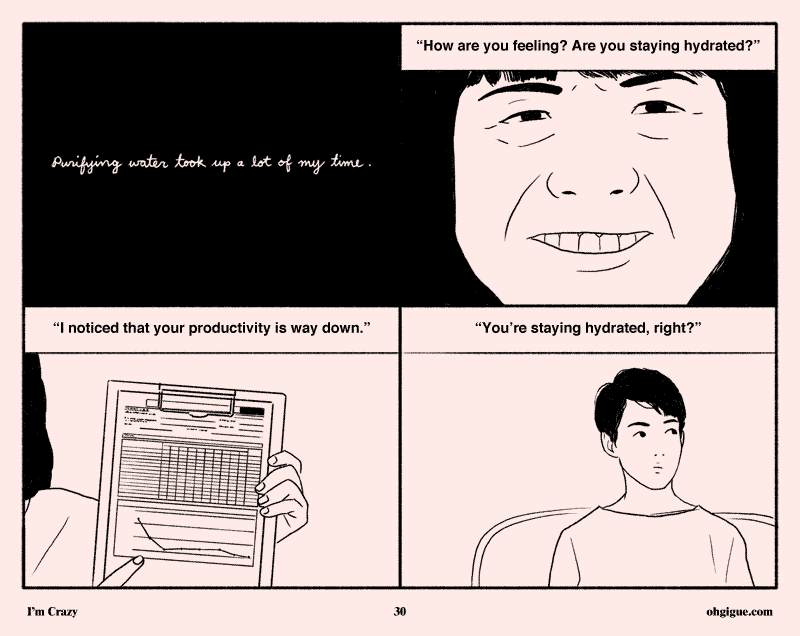 Purifying water took up a lot of my time.
“How are you feeling? Are you staying hydrated?”
“I noticed that your productivity is way down.”
“You’re staying hydrated, right?”
I’m Crazy
30
ohgigue.com